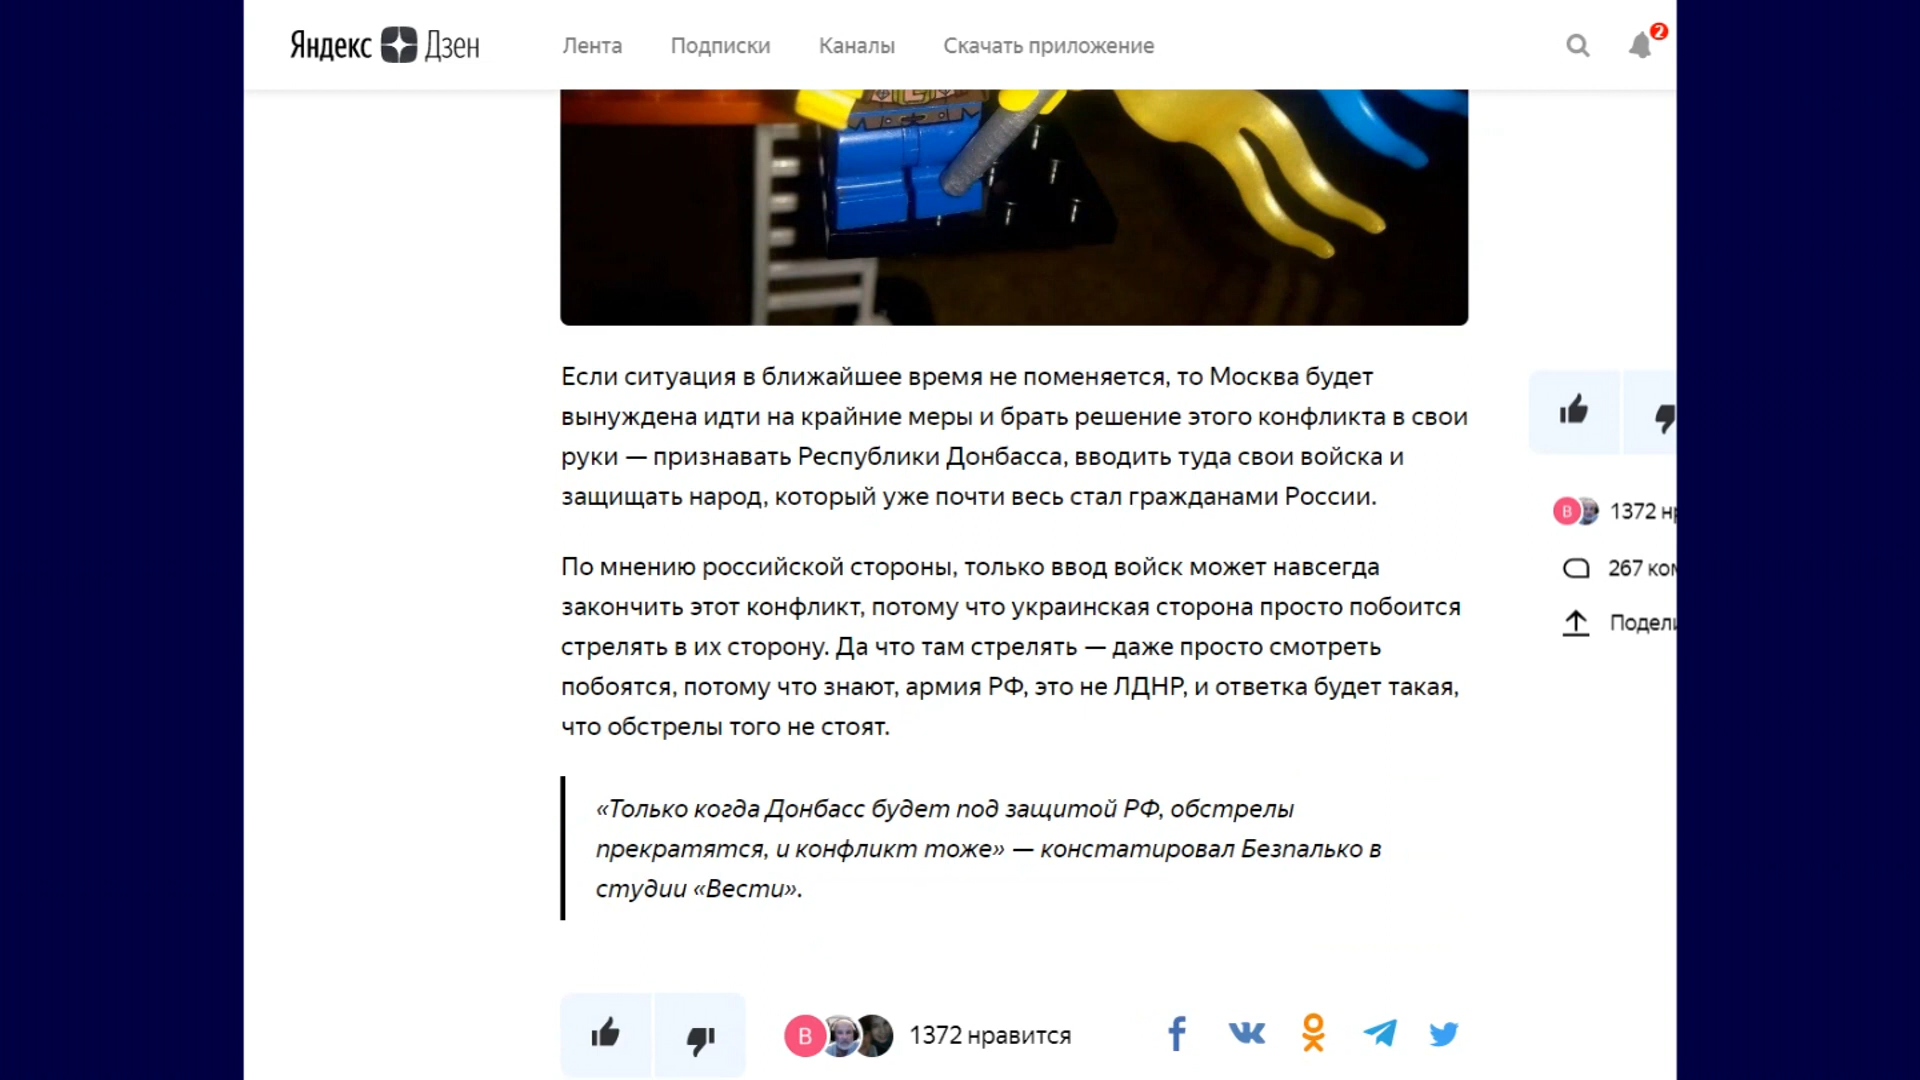 Яндекс Дзен
Лента Подписки Каналы Скачать приложение
2
Если ситуация в ближайшее время не поменяется, то Москва будет
вынуждена идти на крайние меры и брать решение этого конфликта в свои
руки — признавать Республики Донбасса, вводить туда свои войска и
защищать народ, который уже почти весь стал гражданами России.
В 1372
267
По мнению российской стороны, только ввод войск может навсегда
закончить этот конфликт, потому что украинская сторона просто побоится
стрелять в их сторону. Да что там стрелять — даже просто смотреть
побоятся, потому что знают, армия РФ, это не ЛДНР, и ответка будет такая,
что обстрелы того не стоят.
«Только когда Донбасс будет под защитой РФ, обстрелы
прекратятся, и конфликт тоже» — констатировал Безпалько в
студии «Вести».
В 1372 нравится